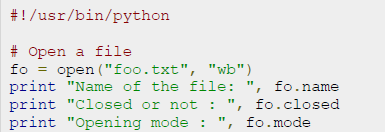 #!/usr/bin/python
# Open a file
fo = open("foo.txt", "wb")
print "Name of the file: ", fo.name
print "Closed or not : ", fo.closed
print "Opening mode : ", fo.mode